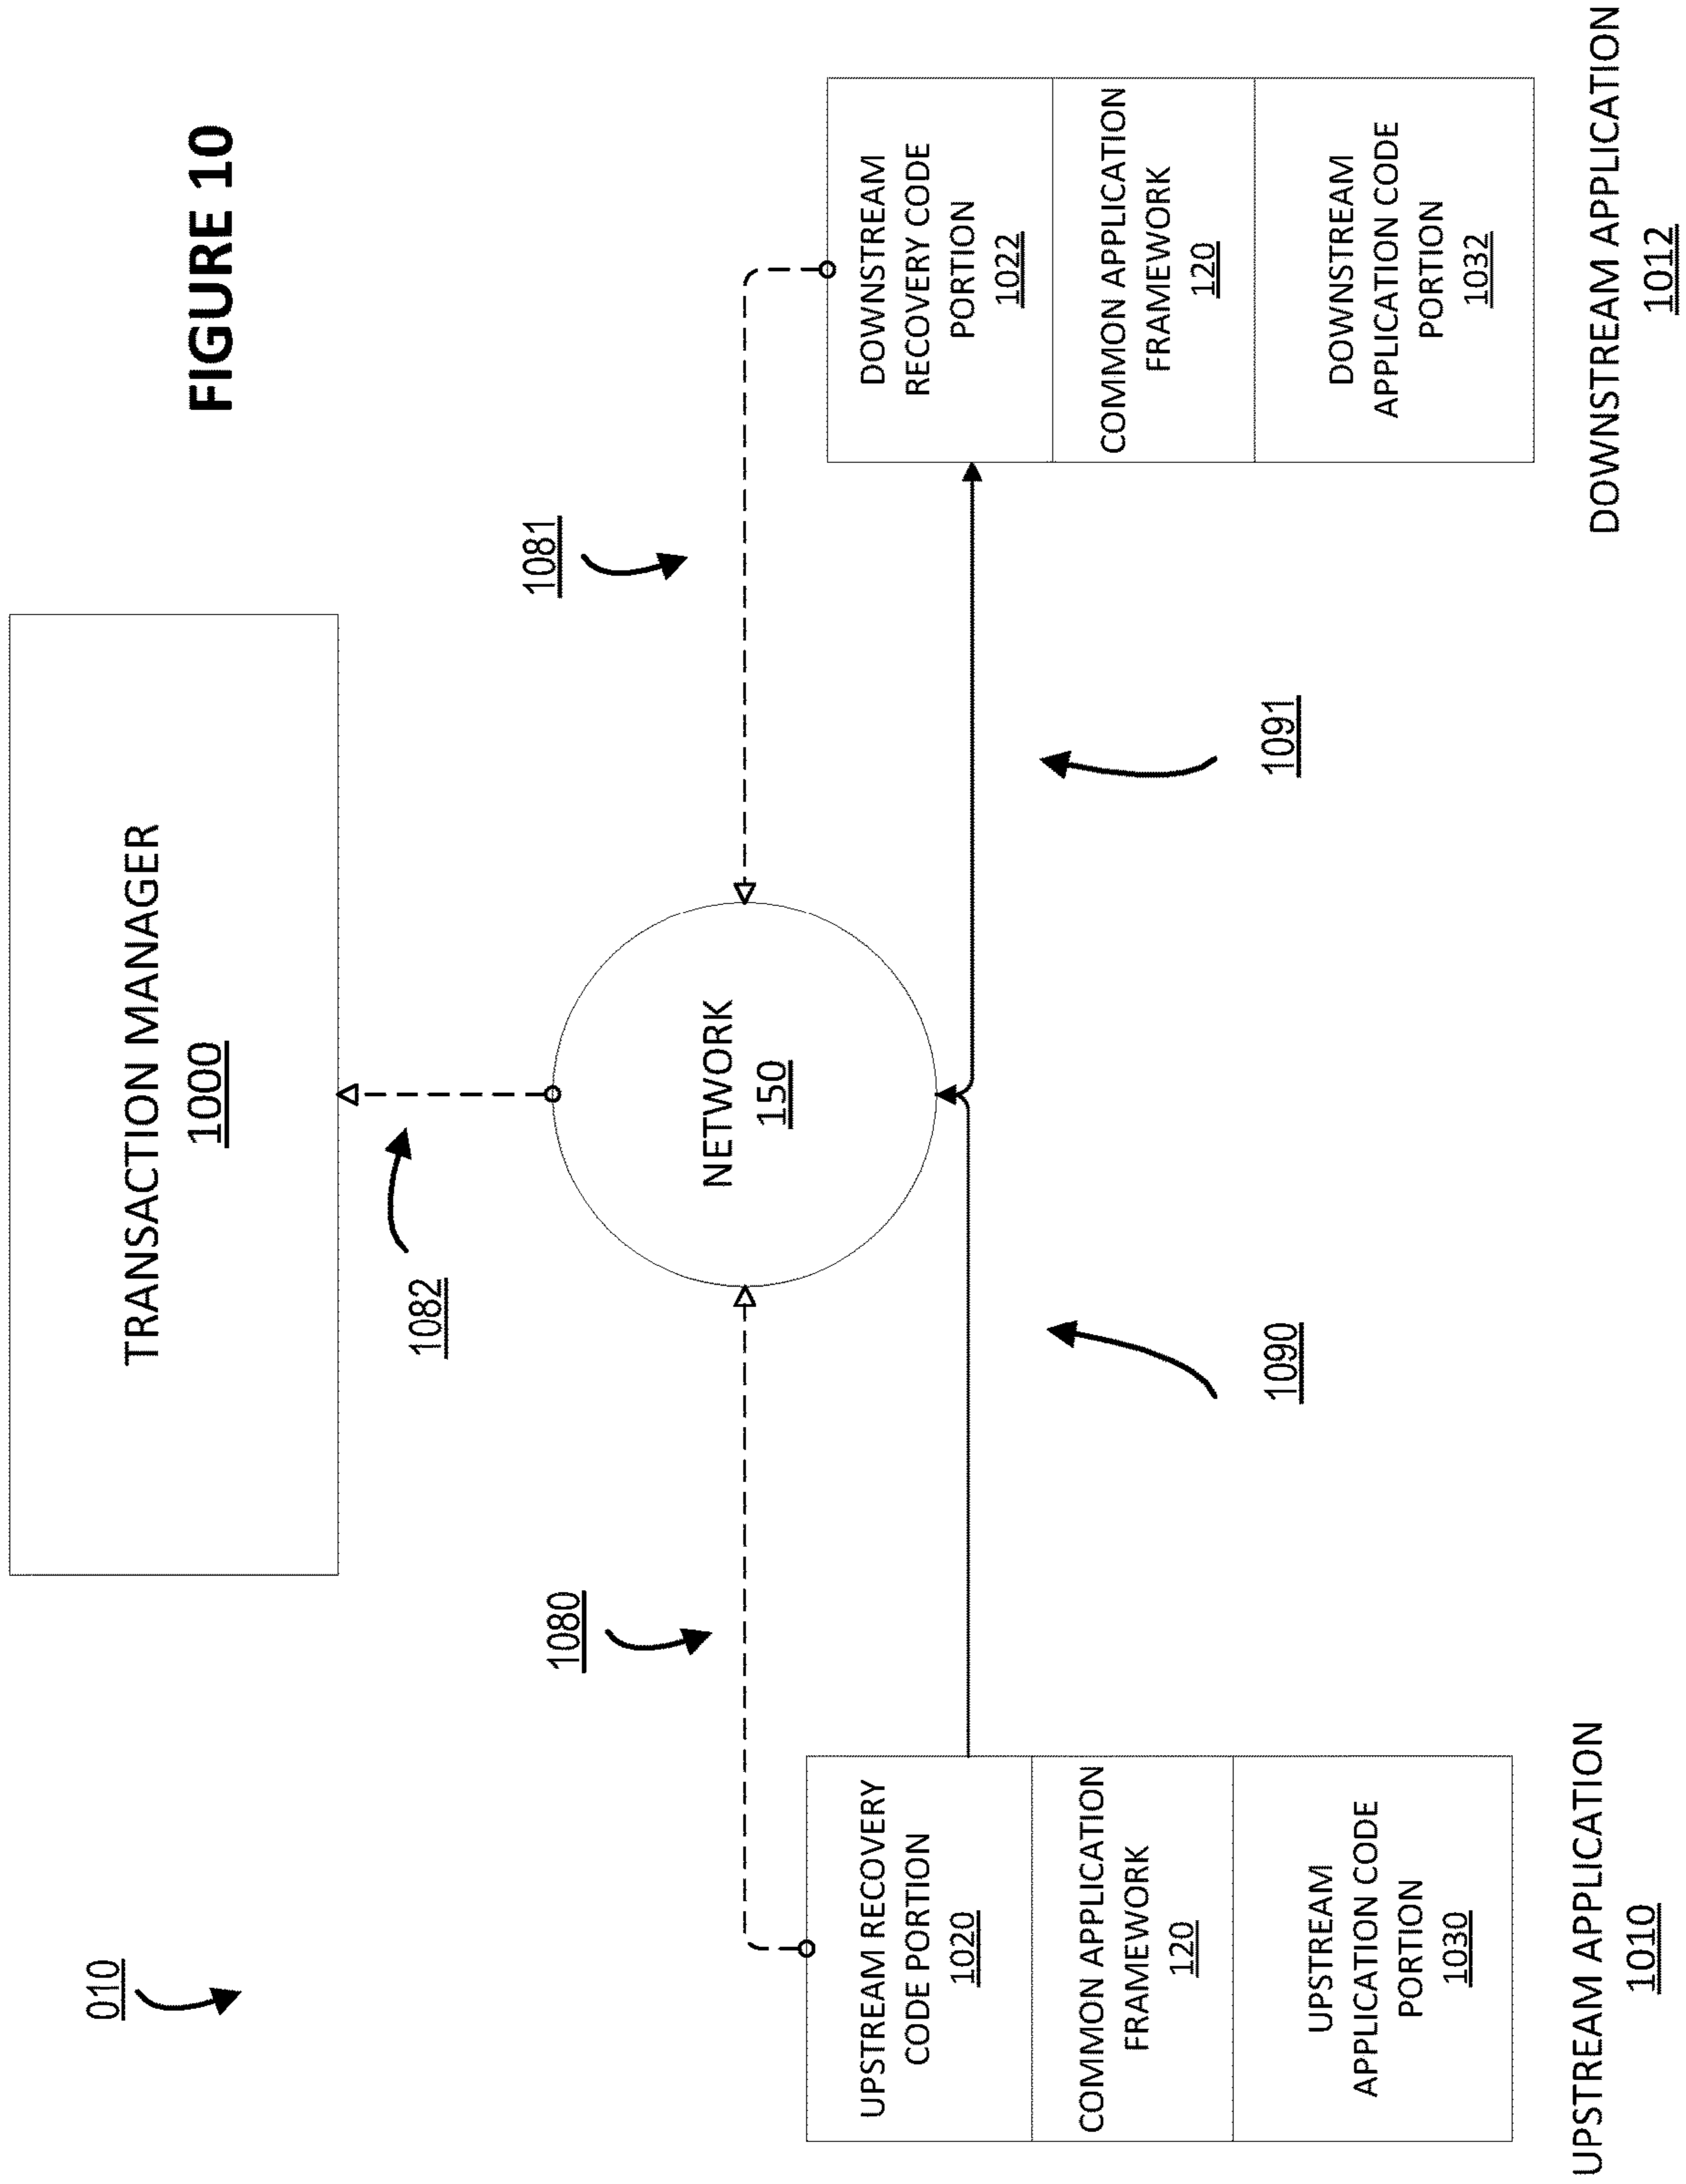 FIGURE 10
010
TRANSACTION MANAGER
1000
1082
1080
1081
NETWORK
150
UPSTREAM RECOVERY
CODE PORTION
1020
COMMON APPLICATION
FRAMEWORK
120
UPSTREAM
APPLICATION CODE
PORTION
1030
UPSTREAM APPLICATION
1010
1090
1091
DOWNSTREAM
RECOVERY CODE
PORTION
1022
COMMON APPLICATION
FRAMEWORK
120
DOWNSTREAM
APPLICATION CODE
PORTION
1032
DOWNSTREAM APPLICATION
1012